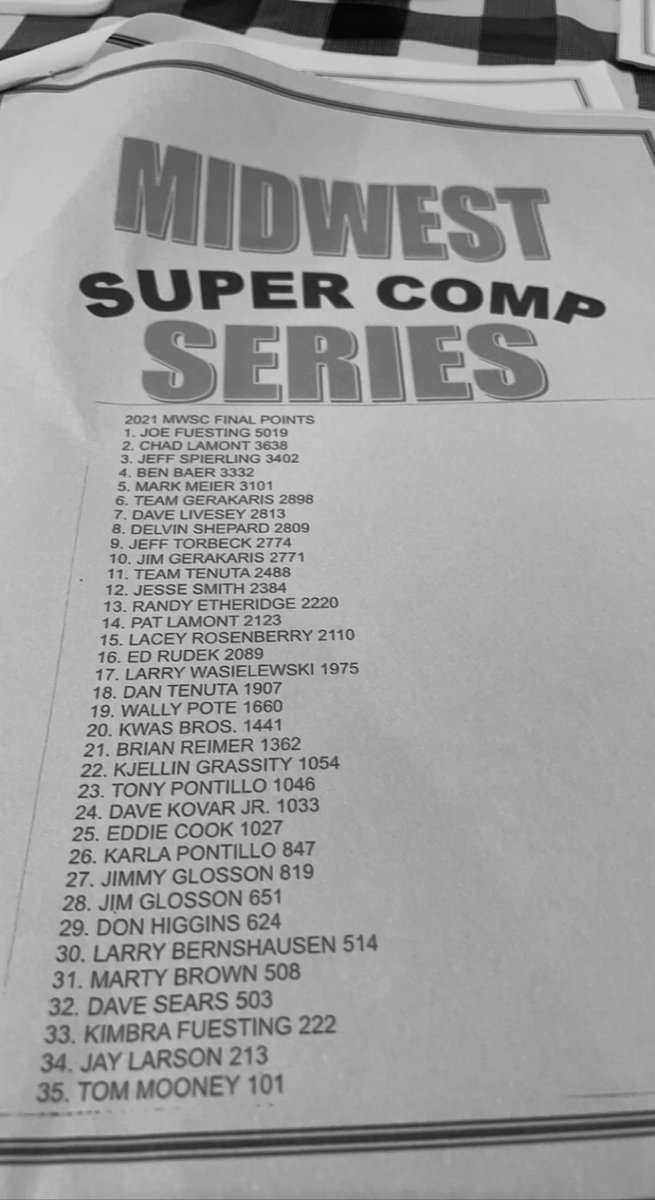 MIDWEST
SUPER COMP
SERIES
2021 MWSC FINAL POINTS
1. JOE FUESTING 5019
2. CHAD LAMONT 3638
3. JEFF SPIERLING 3402
4. BEN BAER 3332
5. MARK MEIER 3101
6. TEAM GERAKARIS 2898
7. DAVE LIVESEY 2813
8. DELVIN SHEPARD 2809
9. JEFF TORBECK 2774
10. JIM GERAKARIS 2771
11. TEAM TENUTA 2488
12. JESSE SMITH 2384
13. RANDY ETHERIDGE 2220
14. PAT LAMONT 2123
15. LACEY ROSENBERRY 2110
16. ED RUDEK 2089
17. LARRY WASIELEWSKI 1975
18. DAN TENUTA 1907
19. WALLY POTE 1660
20. KWAS BROS. 1441
21. BRIAN REIMER 1362
22. KJELLIN GRASSITY 1054
23. TONY PONTILLO 1046
24. DAVE KOVAR JR. 1033
25. EDDIE COOK 1027
26. KARLA PONTILLO 847
27. JIMMY GLOSSON 819
28. JIM GLOSSON 651
29. DON HIGGINS 624
30. LARRY BERNSHAUSEN 514
31. MARTY BROWN 508
32. DAVE SEARS 503
33. KIMBRA FUESTING 222
34. JAY LARSON 213
35. TOM MOONEY 101